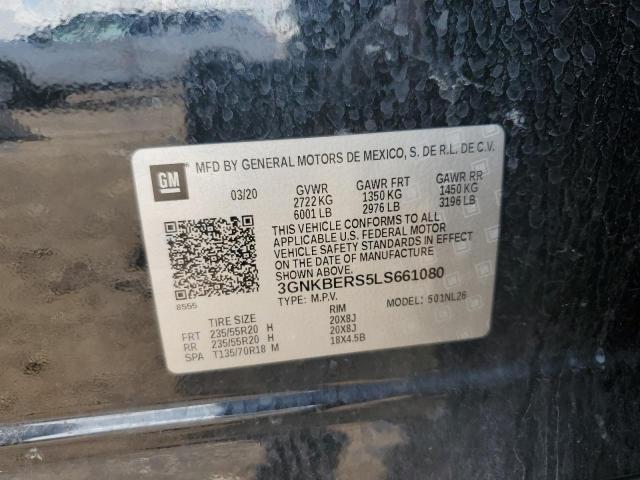 GM
®
MFD BY GENERAL MOTORS DE MEXICO, S. DE R.L. DE C.V.
03/20
GVWR GAWR FRT GAWR RR
2722 KG 1350 KG 1450 KG
6001 LB 2976 LB 3196 LB
THIS VEHICLE CONFORMS TO ALL
APPLICABLE U.S. FEDERAL MOTOR
VEHICLE SAFETY STANDARDS IN EFFECT
ON THE DATE OF MANUFACTURE
SHOWN ABOVE.
3GNKBERS5LS661080
8555
TYPE: M.P.V. MODEL: 501NL26
TIRE SIZE RIM
FRT 235/55R20 H 20X8J
RR 235/55R20 H 20X8J
SPA T135/70R18 M 18X4.5B